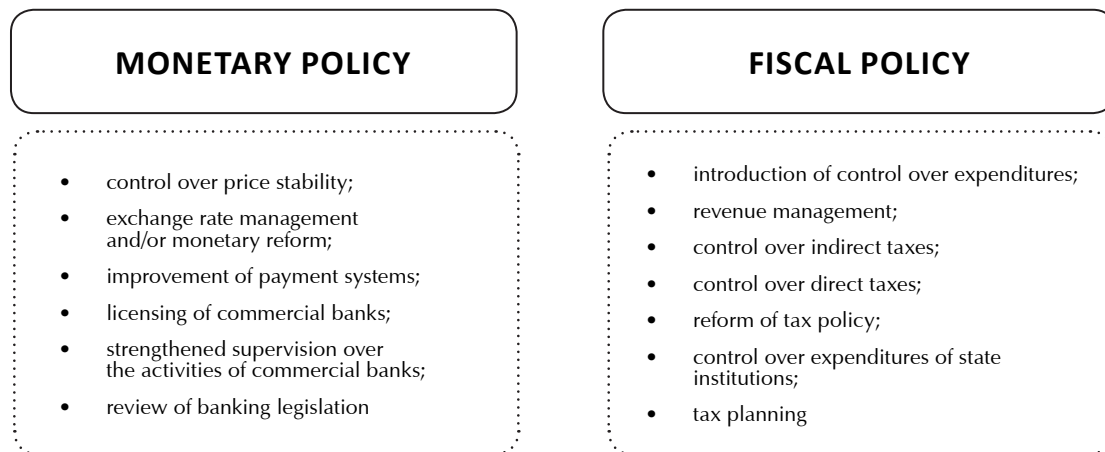 MONETARY POLICY
• control over price stability;
• exchange rate management
and/or monetary reform;
• improvement of payment systems;
• licensing of commercial banks;
• strengthened supervision over
the activities of commercial banks;
• review of banking legislation
FISCAL POLICY
• introduction of control over expenditures;
• revenue management;
• control over indirect taxes;
• control over direct taxes;
• reform of tax policy;
• control over expenditures of state
institutions;
• tax planning